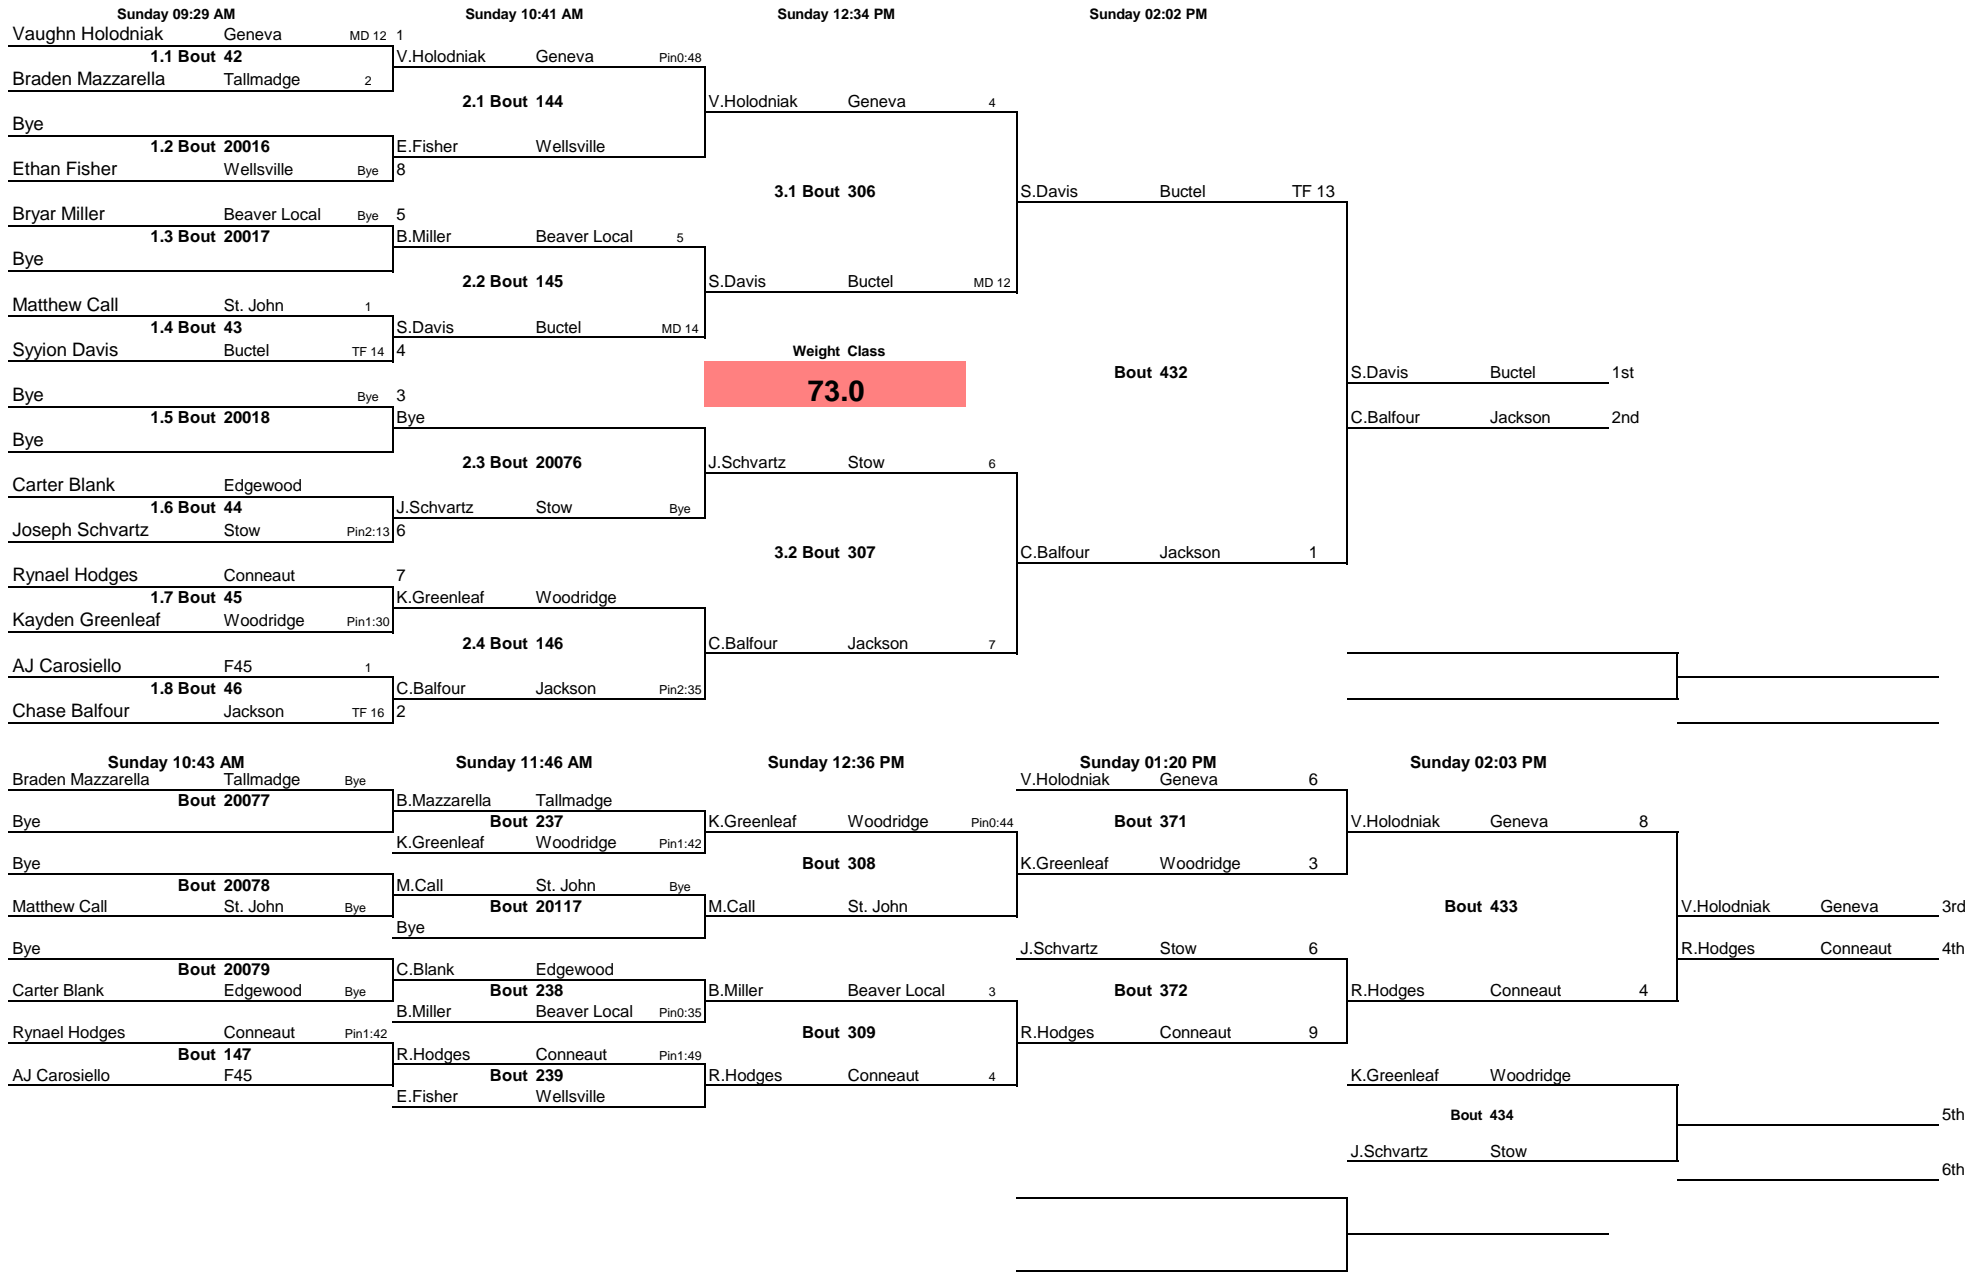 Sunday 09:29 AM Sunday 10:41 AM Sunday 12:34 PM Sunday 02:02 PM
Vaughn Holodniak Geneva MD 12 1
1.1 Bout 42 V.Holodniak Geneva Pin0:48
Braden Mazzarella Tallmadge 2
2.1 Bout 144 V.Holodniak Geneva 4
Bye
1.2 Bout 20016 E.Fisher Wellsville
Ethan Fisher Wellsville Bye 8
3.1 Bout 306 S.Davis Buctel TF 13
Bryar Miller Beaver Local Bye 5
1.3 Bout 20017 B.Miller Beaver Local 5
Bye
2.2 Bout 145 S.Davis Buctel MD 12
Matthew Call St. John 1
1.4 Bout 43 S.Davis Buctel MD 14
Syyion Davis Buctel TF 14 4 Weight Class
Bout 432 S.Davis Buctel 1st
Bye Bye 3 73.0
1.5 Bout 20018 Bye C.Balfour Jackson 2nd
Bye
2.3 Bout 20076 J.Schvartz Stow 6
Carter Blank Edgewood
1.6 Bout 44 J.Schvartz Stow Bye
Joseph Schvartz Stow Pin2:13 6
3.2 Bout 307 C.Balfour Jackson 1
Rynael Hodges Conneaut 7
1.7 Bout 45 K.Greenleaf Woodridge
Kayden Greenleaf Woodridge Pin1:30
2.4 Bout 146 C.Balfour Jackson 7
AJ Carosiello F45 1
1.8 Bout 46 C.Balfour Jackson Pin2:35
Chase Balfour Jackson TF 16 2
Sunday 10:43 AM Sunday 11:46 AM Sunday 12:36 PM Sunday 01:20 PM Sunday 02:03 PM
Braden Mazzarella Tallmadge Bye V.Holodniak Geneva 6
Bout 20077 B.Mazzarella Tallmadge
Bye Bout 237 K.Greenleaf Woodridge Pin0:44 Bout 371 V.Holodniak Geneva 8
K.Greenleaf Woodridge Pin1:42
Bye Bout 308 K.Greenleaf Woodridge 3
Bout 20078 M.Call St. John Bye
Matthew Call St. John Bye Bout 20117 M.Call St. John Bout 433 V.Holodniak Geneva 3rd
Bye
Bye J.Schvartz Stow 6 R.Hodges Conneaut 4th
Bout 20079 C.Blank Edgewood
Carter Blank Edgewood Bye Bout 238 B.Miller Beaver Local 3 Bout 372 R.Hodges Conneaut 4
B.Miller Beaver Local Pin0:35
Rynael Hodges Conneaut Pin1:42 Bout 309 R.Hodges Conneaut 9
Bout 147 R.Hodges Conneaut Pin1:49
AJ Carosiello F45 Bout 239 R.Hodges Conneaut 4 K.Greenleaf Woodridge
E.Fisher Wellsville
Bout 434 5th
J.Schvartz Stow
6th